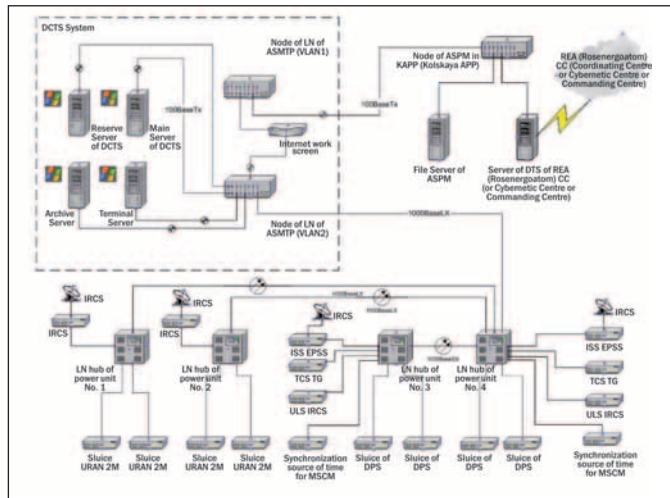 DCTS System
Node of LN of
ASMTP (VLAN1)
Node of ASPM in
KAPP (Kolskaya APP)
REA (Rosenergoatom)
CC (Coordinating Centre
or Cybernetic Centre or
Commanding Centre)
100BaseTx
100BaseTx
Reserve
Server
of DCTS
Main
Server
of DCTS
Internet work
screen
File Server of
ASPM
Server of DTS of REA
(Rosenergoatom) CC
(or Cybernetic Centre or
Commanding Centre)
Archive
Server
Terminal
Server
Node of LN of
ASMTP (VLAN2)
1000BaseLX
1000BaseLX
1000BaseLX
IRCS
IRCS
IRCS
IRCS
IRCS
IRCS
ISS EPSS
TCS TG
ULS IRCS
ISS EPSS
TCS TG
ULS IRCS
LN hub of
power unit
No. 1
LN hub of
power unit
No. 2
LN hub of
power unit
No. 3
LN hub of
power unit
No. 4
Sluice
URAN 2M
Sluice
URAN 2M
Sluice
URAN 2M
Sluice
URAN 2M
Synchronization
source of time
for MSCM
Sluice of
DPS
Sluice of
DPS
Sluice of
DPS
Sluice of
DPS
Synchronization
source of time
for MSCM